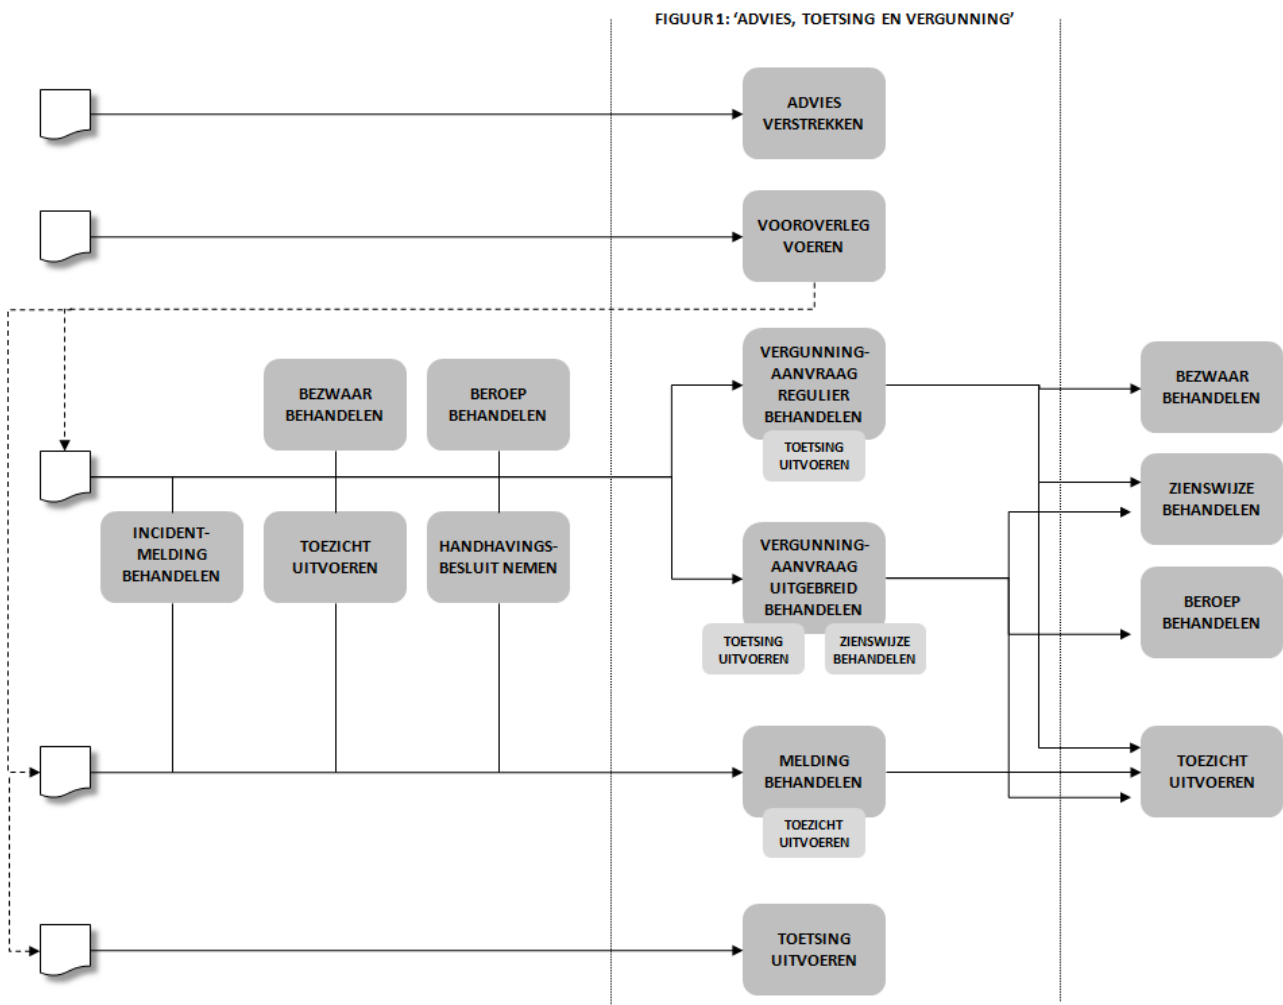 FIGUUR 1: ‘ADVIES, TOETSING EN VERGUNNING’
ADVIES
VERSTREKKEN
VOOROVERLEG
VOEREN
BEZWAAR
BEHANDELEN
BEROEP
BEHANDELEN
INCIDENT-
MELDING
BEHANDELEN
TOEZICHT
UITVOEREN
HANDHAVINGS-
BESLUIT NEMEN
VERGUNNING-
AANVRAAG
REGULIER
BEHANDELEN
TOETSING
UITVOEREN
VERGUNNING-
AANVRAAG
UITGEBREID
BEHANDELEN
TOETSING
UITVOEREN
ZIENSWIJZE
BEHANDELEN
MELDING
BEHANDELEN
TOEZICHT
UITVOEREN
TOETSING
UITVOEREN
BEZWAAR
BEHANDELEN
ZIENSWIJZE
BEHANDELEN
BEROEP
BEHANDELEN
TOEZICHT
UITVOEREN